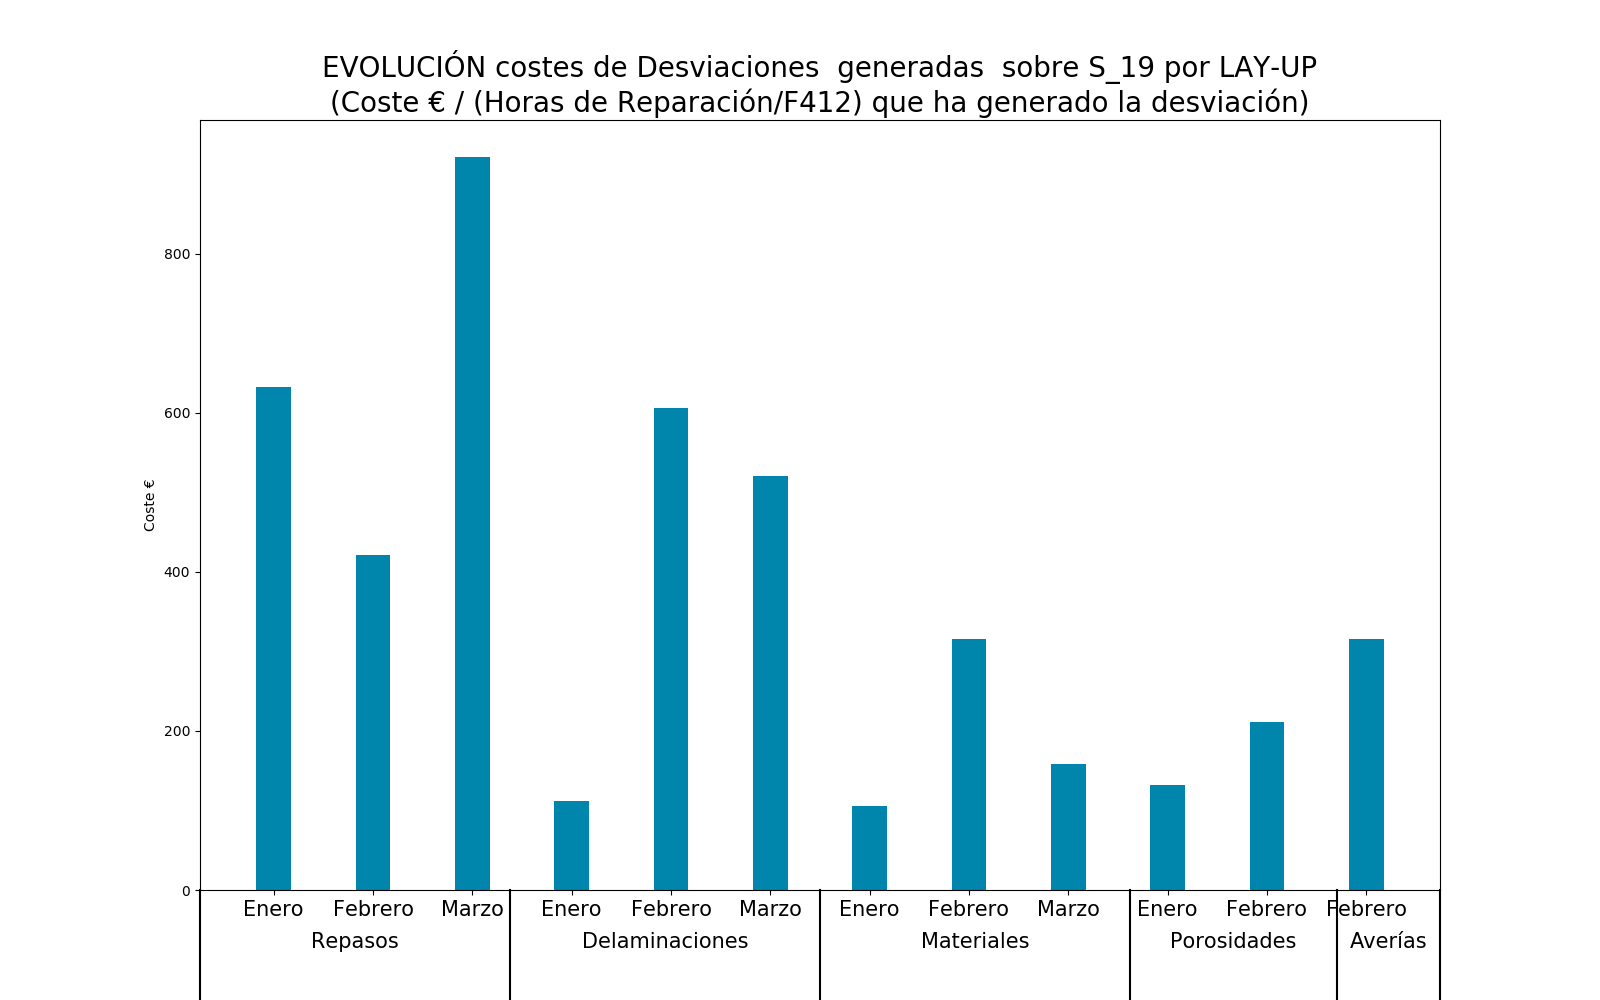 EVOLUCIÓN costes de Desviaciones  generadas  sobre S_19 por LAY-UP
(Coste € / (Horas de Reparación/F412) que ha generado la desviación)
800
600
400
200
0
Coste €
Enero Febrero Marzo Enero Febrero Marzo Enero Febrero Marzo Enero Febrero Febrero
Repasos Delaminaciones Materiales Porosidades Averías